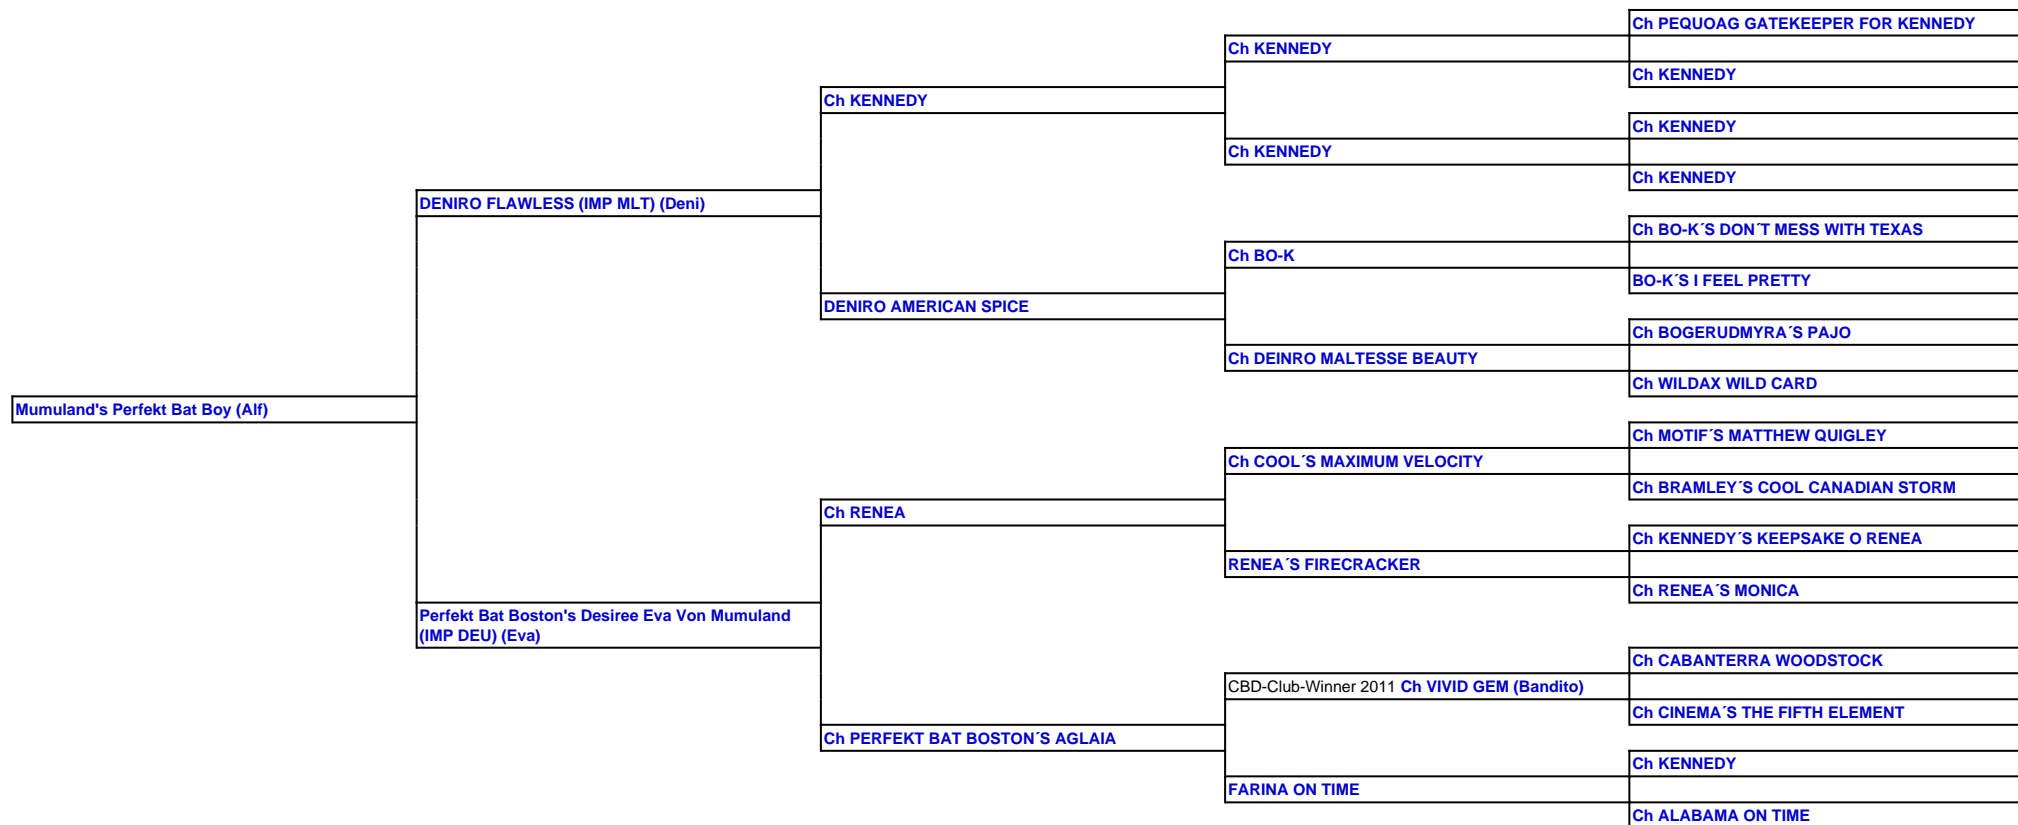 Ch PEQUOAG GATEKEEPER FOR KENNEDY
Ch KENNEDY
Ch KENNEDY
Ch KENNEDY
Ch KENNEDY
Ch KENNEDY
Ch KENNEDY
DENIRO FLAWLESS (IMP MLT) (Deni)
Ch BO-K´S DON´T MESS WITH TEXAS
Ch BO-K
BO-K´S I FEEL PRETTY
DENIRO AMERICAN SPICE
Ch BOGERUDMYRA´S PAJO
Ch DEINRO MALTESSE BEAUTY
Ch WILDAX WILD CARD
Mumuland's Perfekt Bat Boy (Alf)
Ch MOTIF´S MATTHEW QUIGLEY
Ch COOL´S MAXIMUM VELOCITY
Ch BRAMLEY´S COOL CANADIAN STORM
Ch RENEA
Ch KENNEDY´S KEEPSAKE O RENEA
RENEA´S FIRECRACKER
Ch RENEA´S MONICA
Perfekt Bat Boston's Desiree Eva Von Mumuland
(IMP DEU) (Eva)
Ch CABANTERRA WOODSTOCK
CBD-Club-Winner 2011 Ch VIVID GEM (Bandito)
Ch CINEMA´S THE FIFTH ELEMENT
Ch PERFEKT BAT BOSTON´S AGLAIA
Ch KENNEDY
FARINA ON TIME
Ch ALABAMA ON TIME